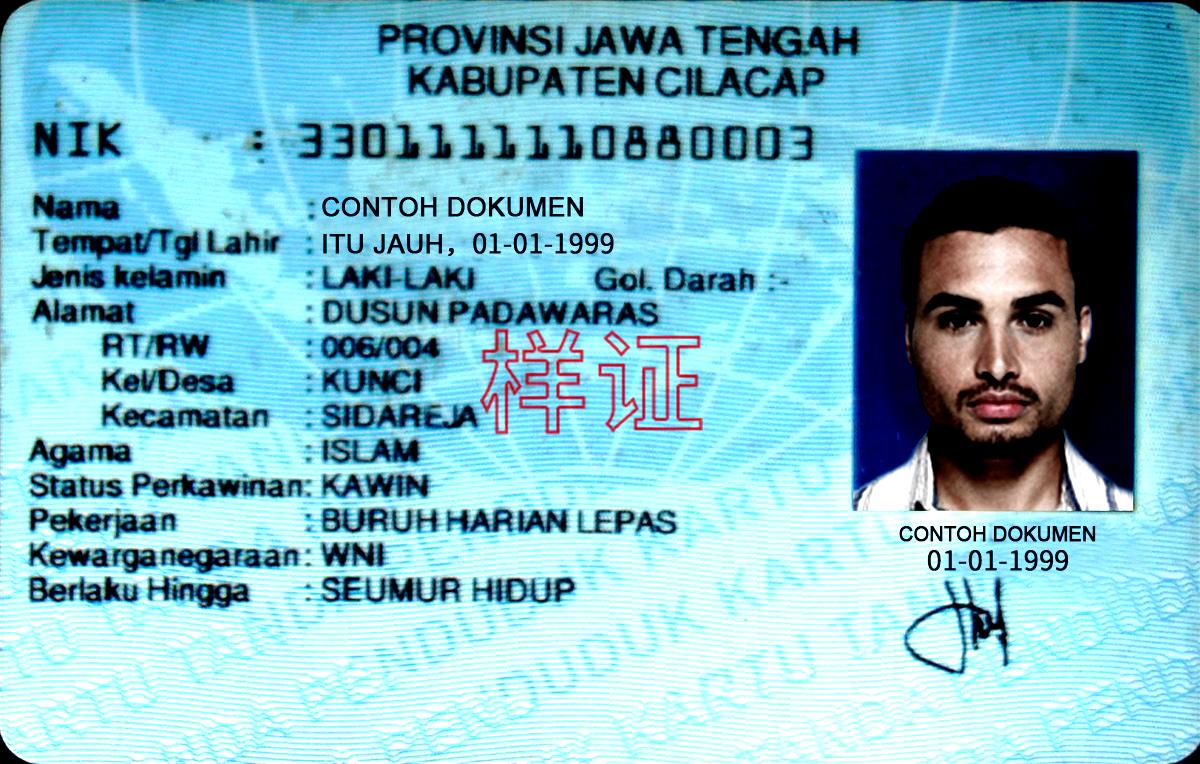 PROVINSI JAWA TENGAH
KABUPATEN CILACAP
NIK : 3301111110880003
Nama : CONTOH DOKUMEN
Tempat/Tgl Lahir : ITU JAUH, 01-01-1999
Jenis kelamin : LAKI-LAKI Gol. Darah :-
Alamat : DUSUN PADAWARAS
RT/RW : 006/004
Kel/Desa : KUNCI
Kecamatan : SIDAREJA
样证
Agama : ISLAM
Status Perkawinan: KAWIN
Pekerjaan : BURUH HARIAN LEPAS
Kewarganegaraan: WNI
Berlaku Hingga : SEUMUR HIDUP
CONTOH DOKUMEN
01-01-1999